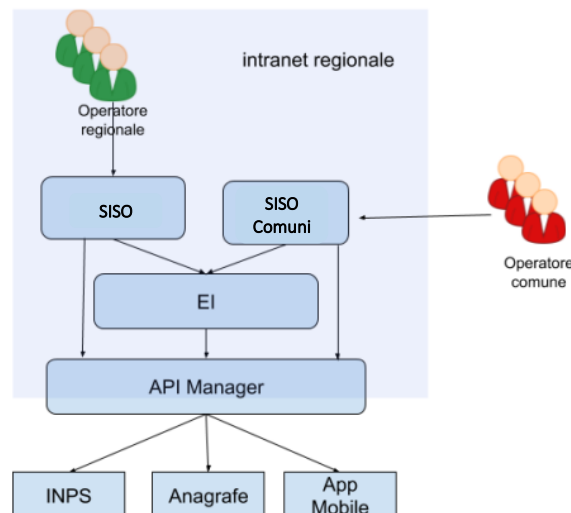 intranet regionale
Operatore
regionale
SISO
SISO
Comuni
Operatore
comune
EI
API Manager
INPS
Anagrafe
App
Mobile